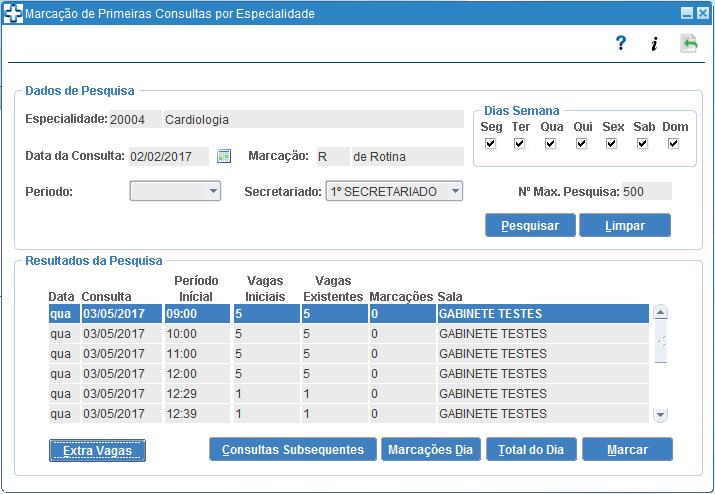 Marcação de Primeiras Consultas por Especialidade
? i
Dados de Pesquisa
Especialidade: 20004 Cardiologia
Dias Semana
Seg Ter Qua Qui Sex Sab Dom
Data da Consulta: 02/02/2017 Marcação: R de Rotina
Periodo: Secretariado: 1º SECRETARIADO Nº Max. Pesquisa: 500
Pesquisar Limpar
Resultados da Pesquisa
Período Vagas Vagas
Data Consulta Inícial Iniciais Existentes Marcações Sala
qua 03/05/2017 09:00 5 5 0 GABINETE TESTES
qua 03/05/2017 10:00 5 5 0 GABINETE TESTES
qua 03/05/2017 11:00 5 5 0 GABINETE TESTES
qua 03/05/2017 12:00 5 5 0 GABINETE TESTES
qua 03/05/2017 12:29 1 1 0 GABINETE TESTES
qua 03/05/2017 12:39 1 1 0 GABINETE TESTES
Extra Vagas Consultas Subsequentes Marcações Dia Total do Dia Marcar